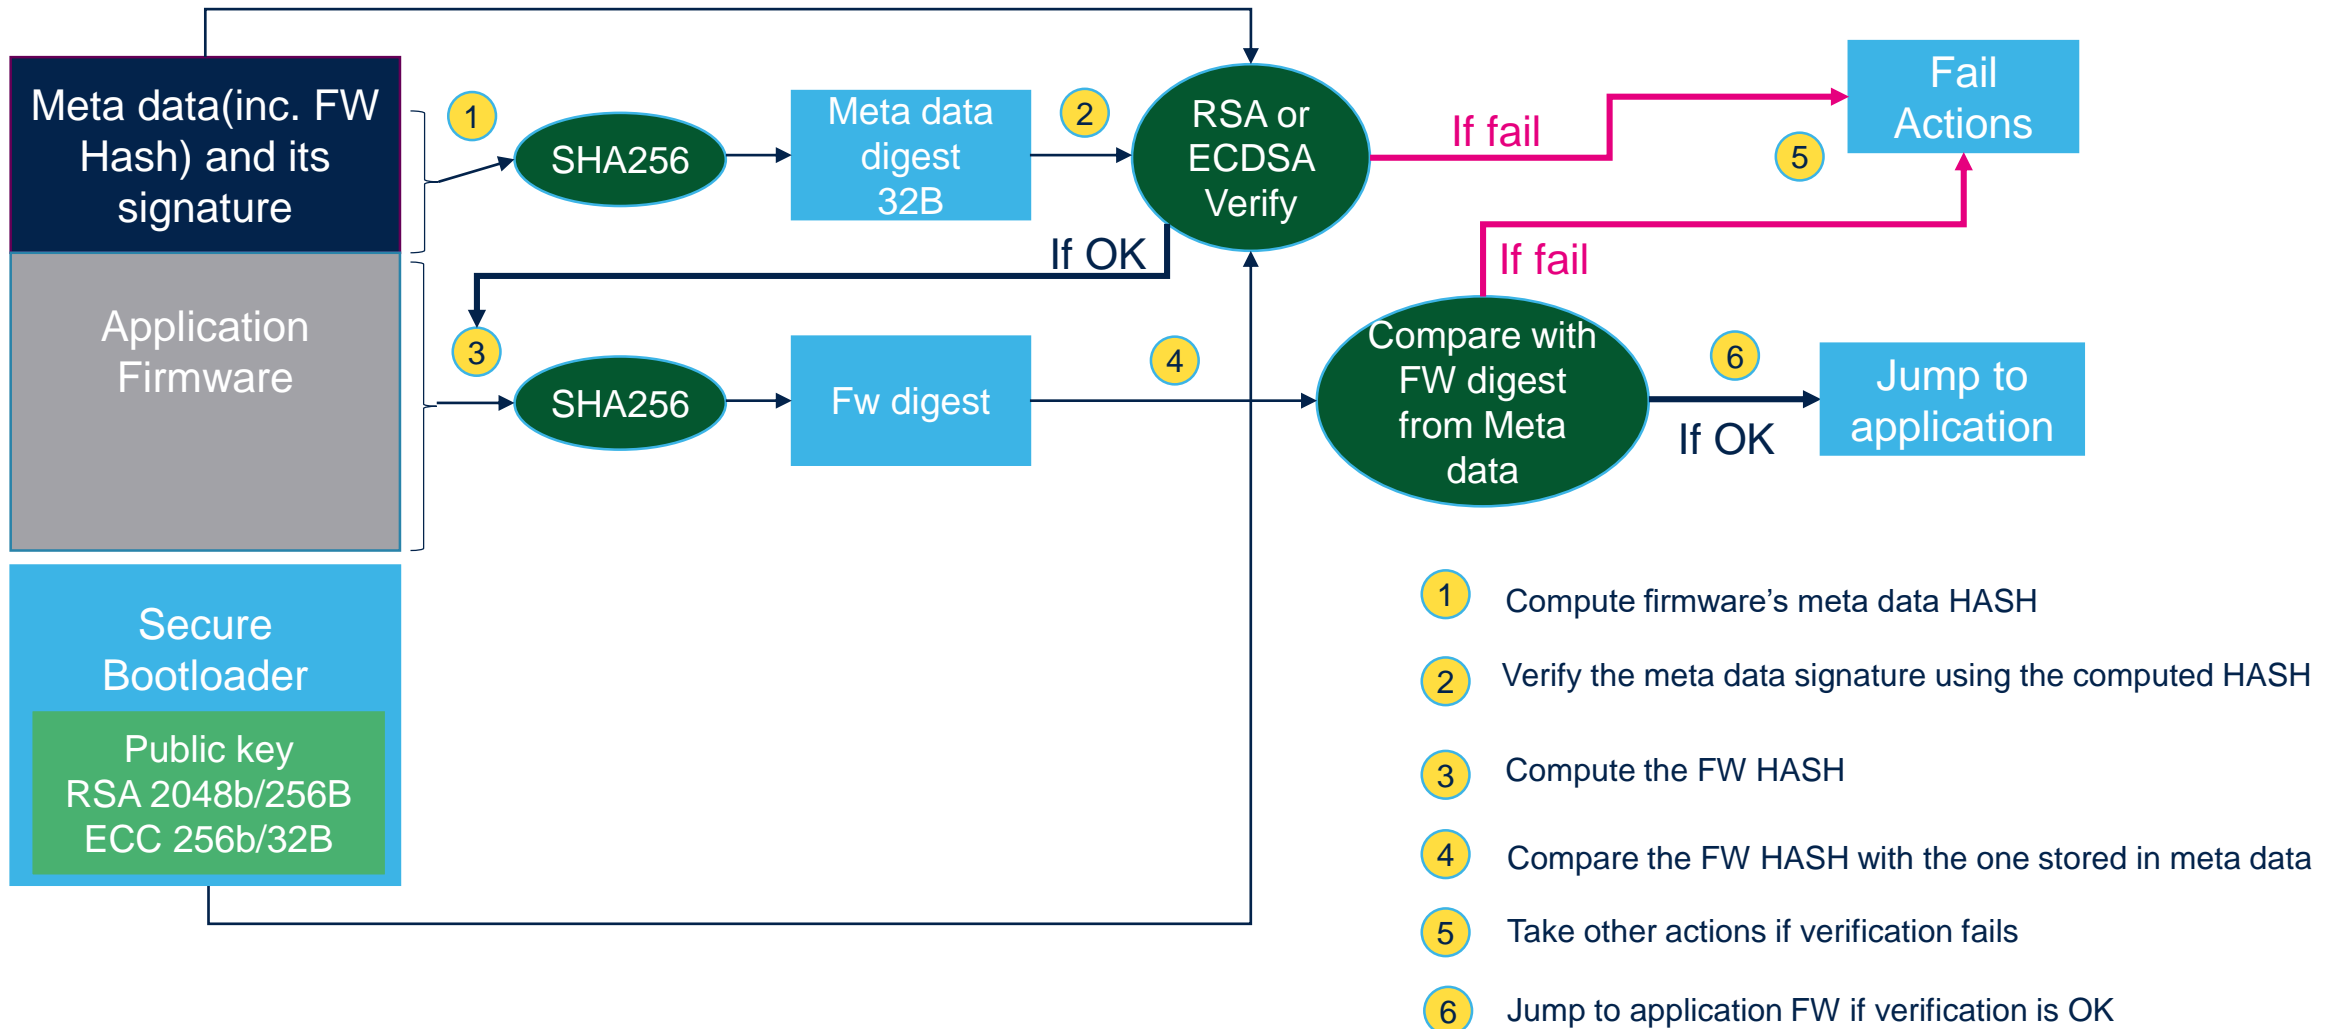 Meta data(inc. FW
Hash) and its
signature
1
SHA256
Meta data
digest
32B
2
RSA or
ECDSA
Verify
If fail
5
Fail
Actions
If OK
If fail
Application
Firmware
3
SHA256
Fw digest
4
Compare with
FW digest
from Meta
data
6
If OK
Jump to
application
Secure
Bootloader
Public key
RSA 2048b/256B
ECC 256b/32B
1 Compute firmware’s meta data HASH
2 Verify the meta data signature using the computed HASH
3 Compute the FW HASH
4 Compare the FW HASH with the one stored in meta data
5 Take other actions if verification fails
6 Jump to application FW if verification is OK